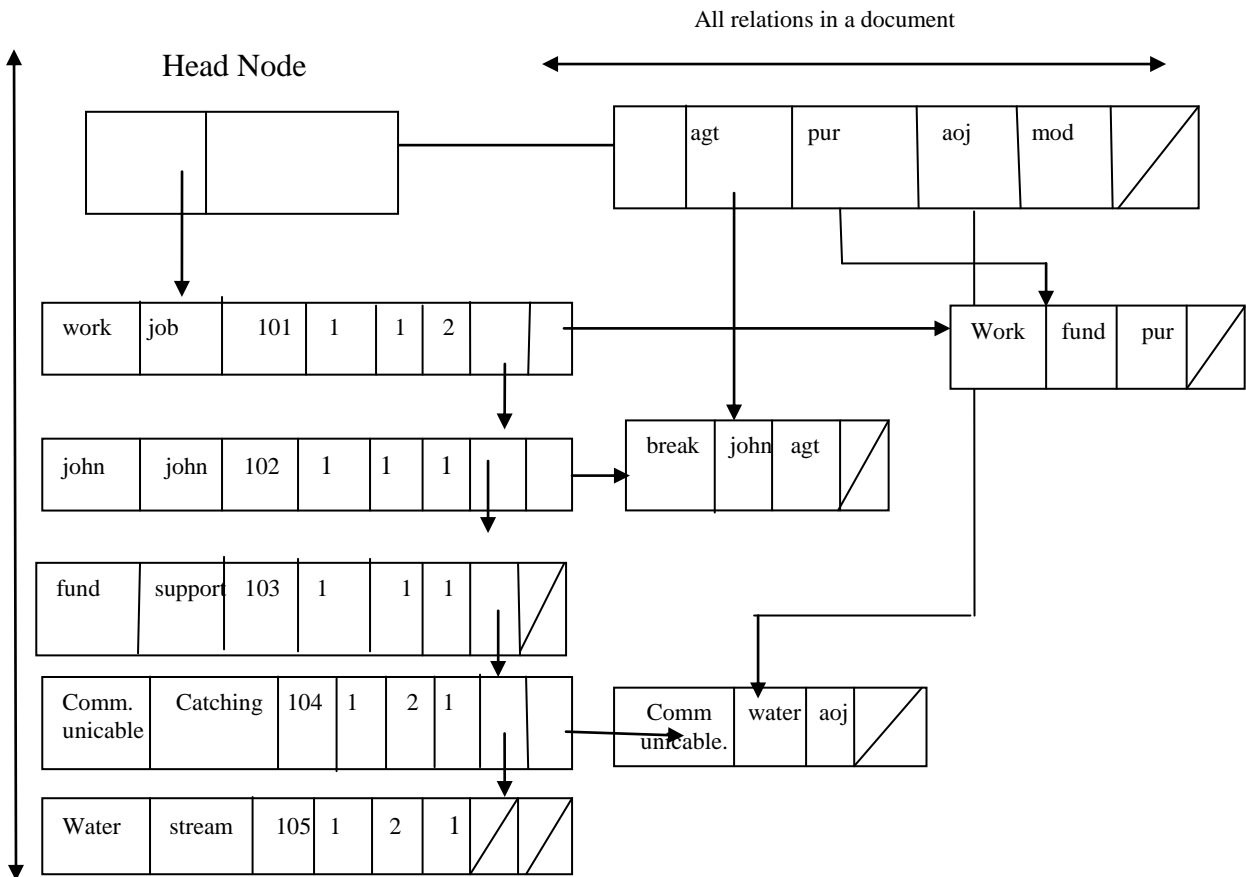 All relations in a document
Head Node
agt pur aoj mod
work job 101 1 1 2
Work fund pur
john john 102 1 1 1
break john agt
fund support 103 1 1 1
Comm. Catching 104 1 2 1
unicable
Comm water aoj
unicable.
Water stream 105 1 2 1